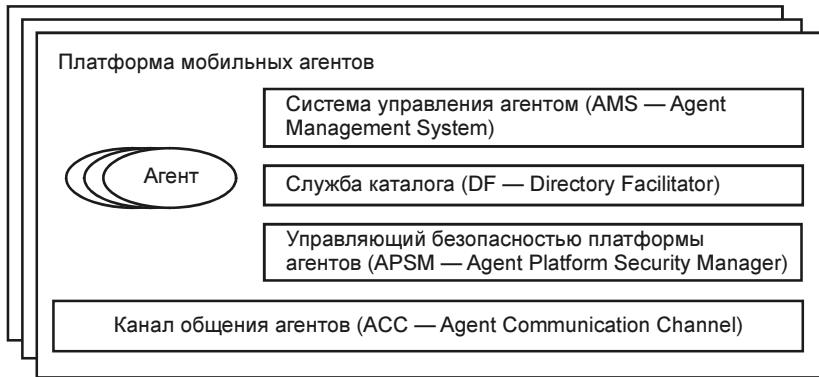 Платформа мобильных агентов
Система управления агентом (AMS — Agent
Management System)
Агент
Служба каталога (DF — Directory Facilitator)
Управляющий безопасностью платформы
агентов (APSM — Agent Platform Security Manager)
Канал общения агентов (ACC — Agent Communication Channel)